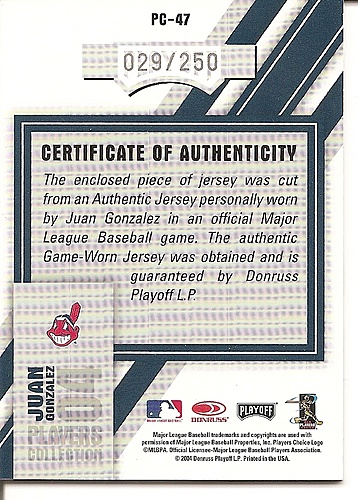 PC-47
029/250
CERTIFICATE OF AUTHENTICITY
The enclosed piece of jersey was cut
from an Authentic Jersey personally worn
by Juan Gonzalez in an official Major
League Baseball game. The authentic
Game-Worn Jersey was obtained and is
guaranteed by Donruss
Playoff L.P.
JUAN
GONZALEZ
04
PLAYERS
COLLECTION
DONRUSS
PLAYOFF
Major League Baseball trademarks and copyrights are used with
permission of Major League Baseball Properties, Inc. Players Choice Logo
©MLBPA. Official Licensee-Major League Baseball Players Association.
© 2004 Donruss Playoff L.P. Printed in the USA.